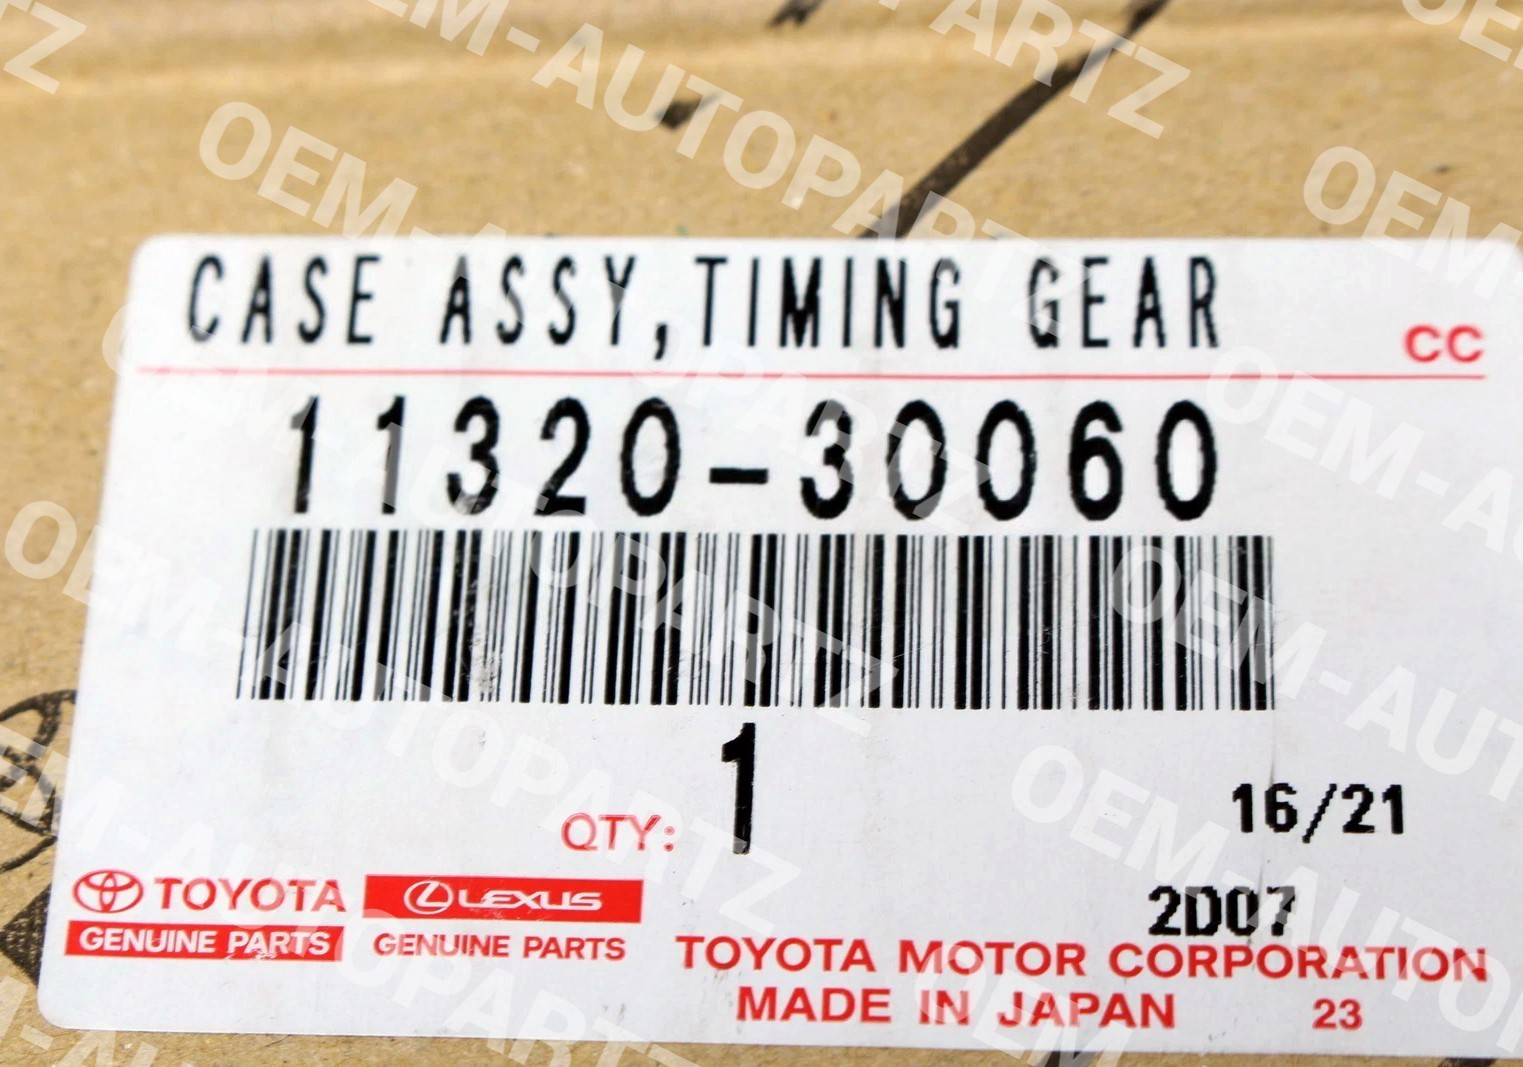 CASE ASSY,TIMING GEAR
CC
11320-30060
QTY: 1
16/21
2D07
TOYOTA
GENUINE PARTS
LEXUS
GENUINE PARTS
TOYOTA MOTOR CORPORATION
MADE IN JAPAN 23
OEM-AUTOPARTZ